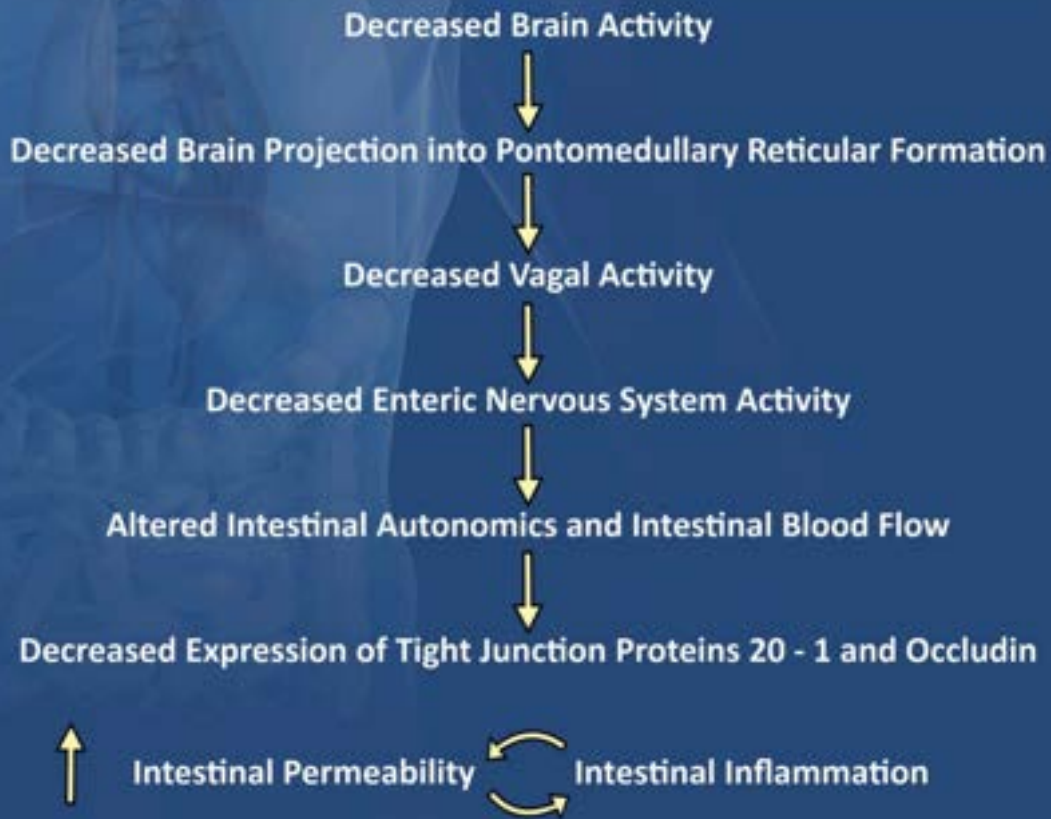 Decreased Brain Activity
Decreased Brain Projection into Pontomedullary Reticular Formation
Decreased Vagal Activity
Decreased Enteric Nervous System Activity
Altered Intestinal Autonomics and Intestinal Blood Flow
Decreased Expression of Tight Junction Proteins 20 - 1 and Occludin
Intestinal Permeability Intestinal Inflammation